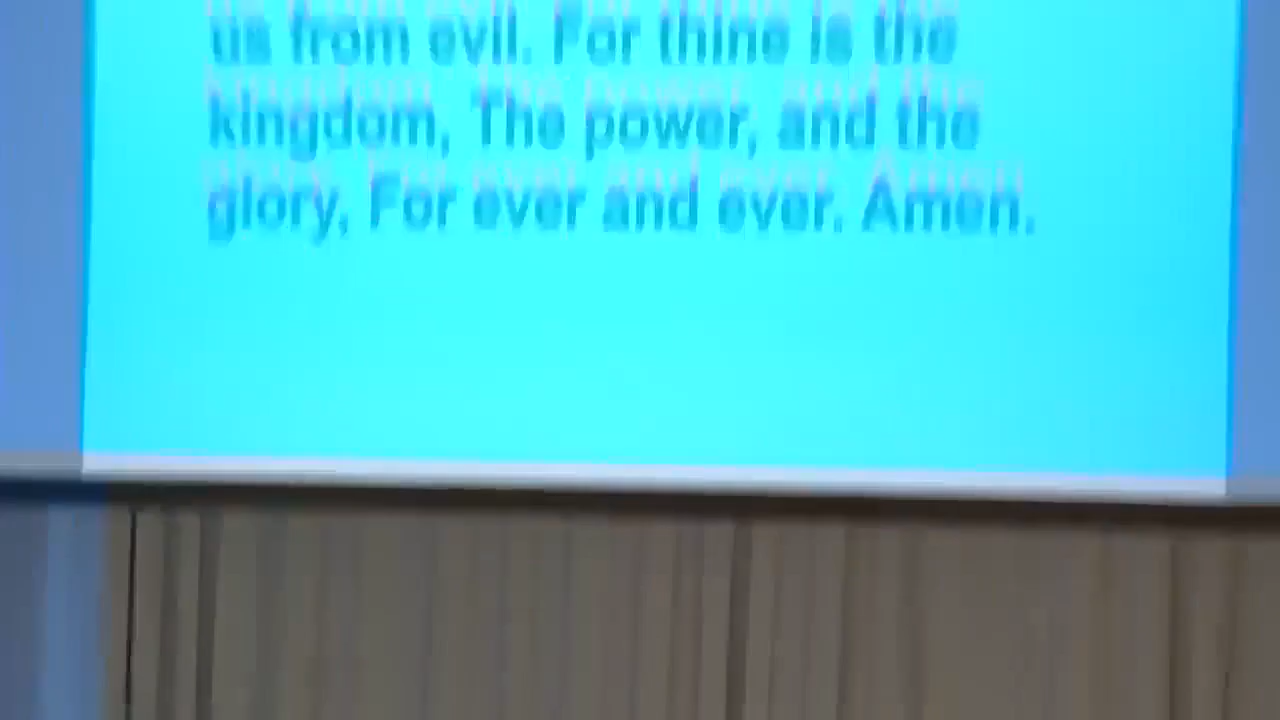 us from evil. For thine is the
kingdom, The power, and the
glory, For ever and ever. Amen.